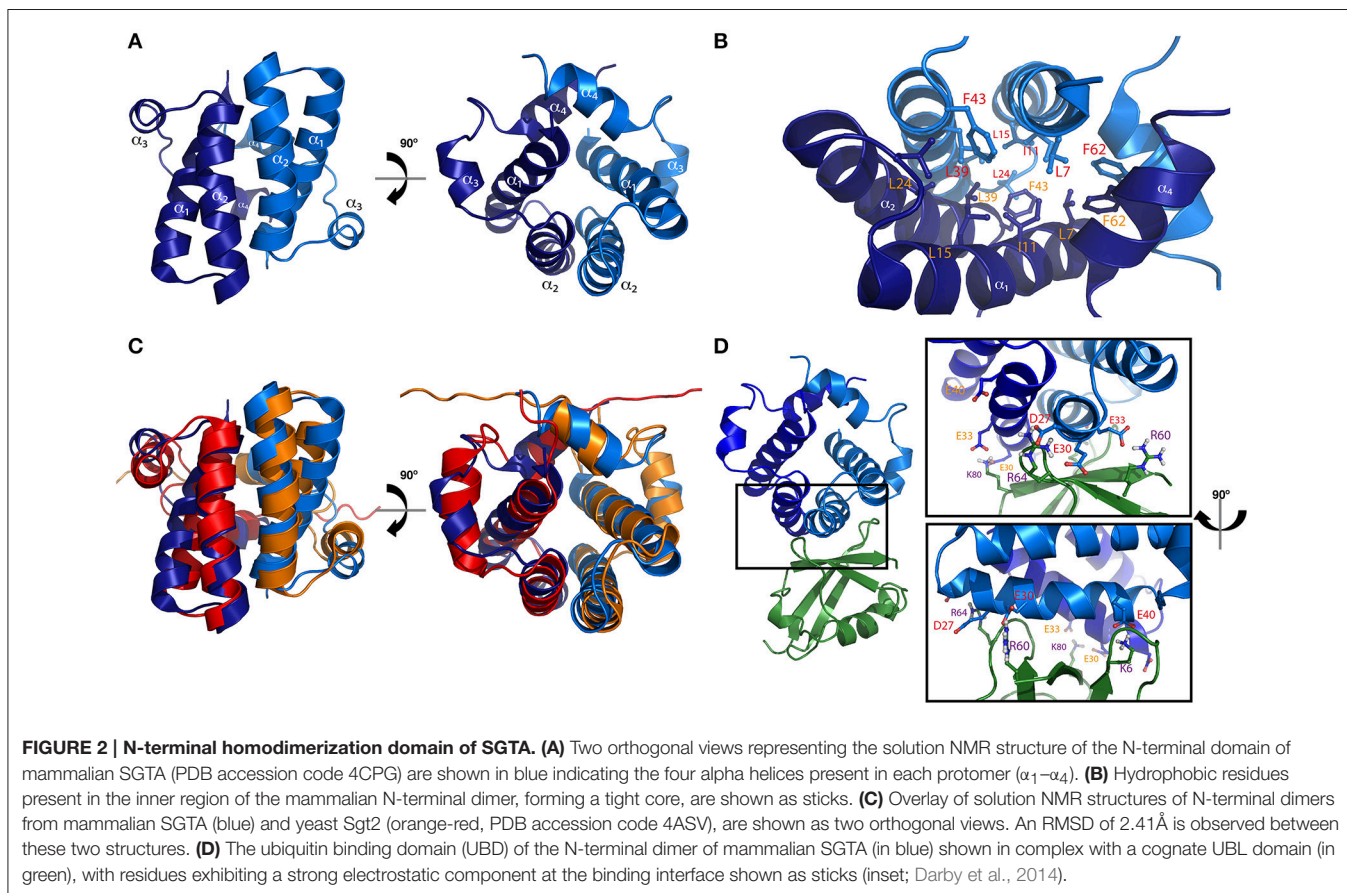 A
α3
α4
α2
α1
α1
α2
α4
α3
90º
α4
α4
α3
α1
α1
α3
α2
α2
B
F43
L15
I11
F62
L24
L39
L24
L7
α4
α2
L39
F43
F62
L15
I11
L7
α1
C
90º
D
E40
D27
E33
R60
E33
E30
K80
E30
R64
90º
E30
R64
E40
D27
E33
R60
K80
E30
K6
FIGURE 2 | N-terminal homodimerization domain of SGTA. (A) Two orthogonal views representing the solution NMR structure of the N-terminal domain of
mammalian SGTA (PDB accession code 4CPG) are shown in blue indicating the four alpha helices present in each protomer (α1–α4). (B) Hydrophobic residues
present in the inner region of the mammalian N-terminal dimer, forming a tight core, are shown as sticks. (C) Overlay of solution NMR structures of N-terminal dimers
from mammalian SGTA (blue) and yeast Sgt2 (orange-red, PDB accession code 4ASV), are shown as two orthogonal views. An RMSD of 2.41Å is observed between
these two structures. (D) The ubiquitin binding domain (UBD) of the N-terminal dimer of mammalian SGTA (in blue) shown in complex with a cognate UBL domain (in
green), with residues exhibiting a strong electrostatic component at the binding interface shown as sticks (inset; Darby et al., 2014).